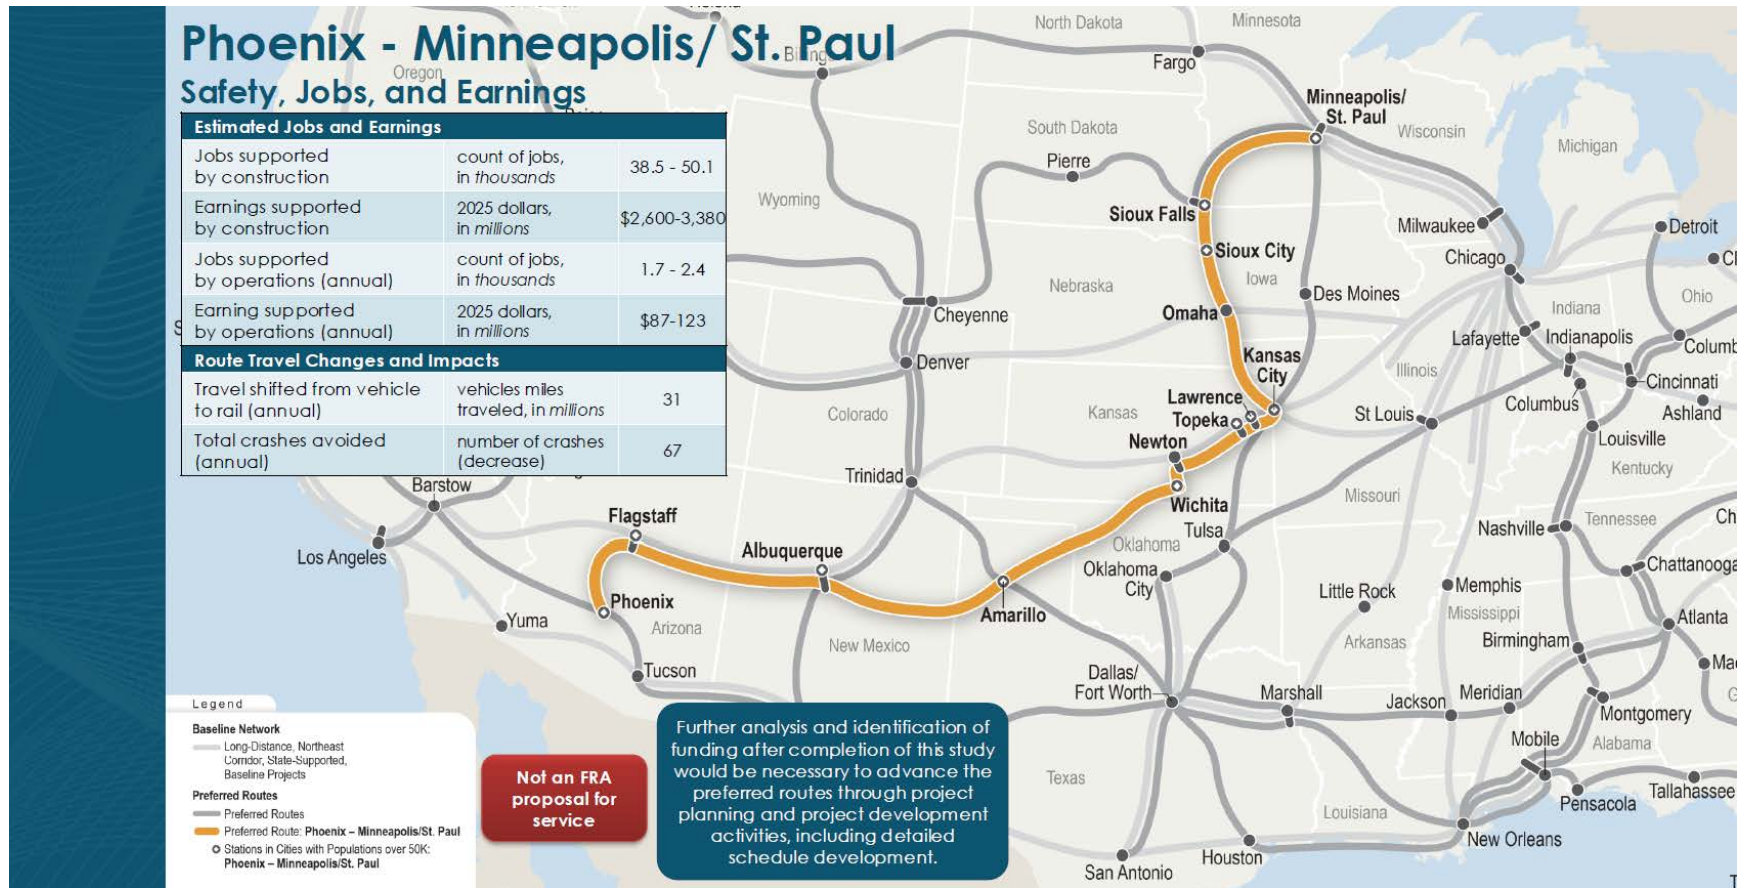 Phoenix - Minneapolis/ St. Paul
Safety, Jobs, and Earnings
Estimated Jobs and Earnings
Jobs supported
by construction
count of jobs,
in thousands
38.5 - 50.1
Earnings supported
by construction
2025 dollars,
in millions
$2,600-3,380
Jobs supported
by operations (annual)
count of jobs,
in thousands
1.7 - 2.4
Earning supported
by operations (annual)
2025 dollars,
in millions
$87-123
Route Travel Changes and Impacts
Travel shifted from vehicle
to rail (annual)
vehicles miles
traveled, in millions
31
Total crashes avoided
(annual)
number of crashes
(decrease)
67
Oregon
North Dakota
Minnesota
Fargo
Minneapolis/
St. Paul
Wisconsin
Michigan
South Dakota
Pierre
Wyoming
Sioux Falls
Milwaukee
Detroit
Sioux City
Chicago
Iowa
Nebraska
Des Moines
Indiana
Ohio
Omaha
Cheyenne
Lafayette
Indianapolis
Columb
Denver
Kansas
City
Illinois
Cincinnati
Lawrence
Columbus
Ashland
Colorado
Kansas
Topeka
St Louis
Newton
Louisville
Kentucky
Trinidad
Barstow
Wichita
Missouri
Flagstaff
Tulsa
Nashville
Tennessee
Ch
Los Angeles
Albuquerque
Oklahoma
Oklahoma
City
Chattanooga
Little Rock
Memphis
Phoenix
Amarillo
Mississippi
Atlanta
Yuma
Arizona
New Mexico
Arkansas
Birmingham
Tucson
Dallas/
Fort Worth
Marshall
Jackson
Meridian
Mac
Montgomery
Mobile
Alabama
Texas
Louisiana
Pensacola
Tallahassee
New Orleans
Houston
San Antonio
Legend
Baseline Network
Long-Distance, Northeast
Corridor, State-Supported,
Baseline Projects
Preferred Routes
Preferred Routes
Preferred Route: Phoenix – Minneapolis/St. Paul
Stations in Cities with Populations over 50K:
Phoenix – Minneapolis/St. Paul
Not an FRA
proposal for
service
Further analysis and identification of
funding after completion of this study
would be necessary to advance the
preferred routes through project
planning and project development
activities, including detailed
schedule development.